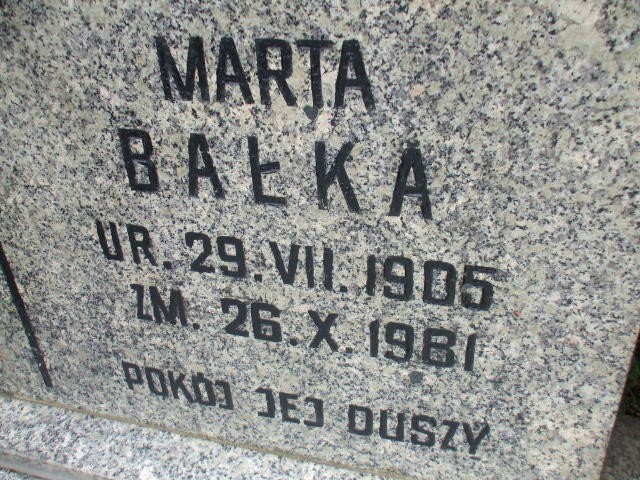 MARTA
BAŁKA
UR. 29.VII.1905
ZM. 26.X.1981
POKÓJ JEJ DUSZY